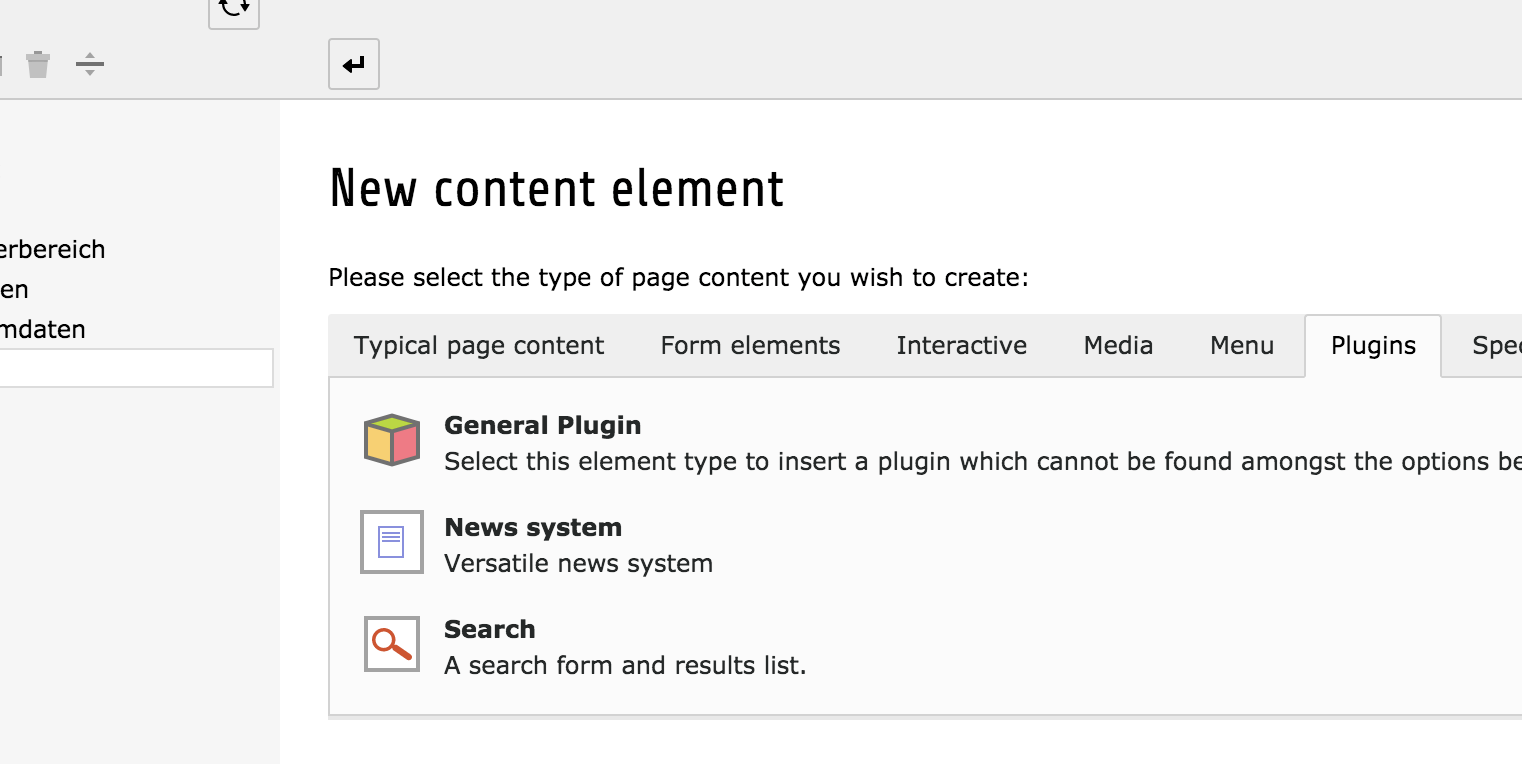 New content element
erbereich
en
mdaten
Please select the type of page content you wish to create:
Typical page content Form elements Interactive Media Menu Plugins Spec
General Plugin
Select this element type to insert a plugin which cannot be found amongst the options be
News system
Versatile news system
Search
A search form and results list.